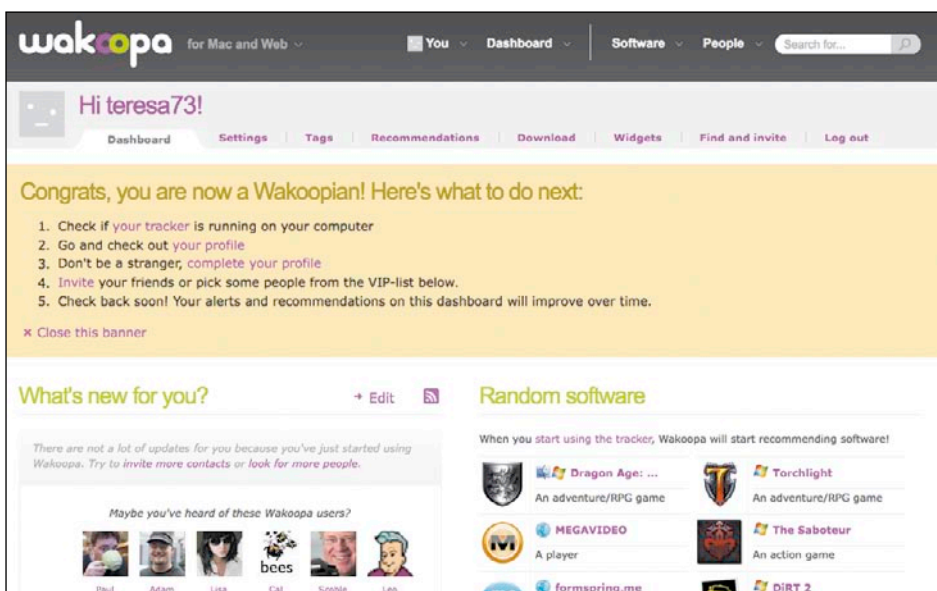 wakoopa for Mac and Web You Dashboard Software People Search for...
Hi teresa73!
Dashboard Settings Tags Recommendations Download Widgets Find and invite Log out
Congrats, you are now a Wakoopian! Here's what to do next:
1. Check if your tracker is running on your computer
2. Go and check out your profile
3. Don't be a stranger, complete your profile
4. Invite your friends or pick some people from the VIP-list below.
5. Check back soon! Your alerts and recommendations on this dashboard will improve over time.
× Close this banner
What's new for you? → Edit
There are not a lot of updates for you because you've just started using
Wakoopa. Try to invite more contacts or look for more people.
Maybe you've heard of these Wakoopa users?
bees
Paul Adam Lisa Cal Scoble Leo
Random software
When you start using the tracker, Wakoopa will start recommending software!
Dragon Age: ... Torchlight
An adventure/RPG game An adventure/RPG game
MEGAVIDEO The Saboteur
A player An action game
formspring.me DiRT 2